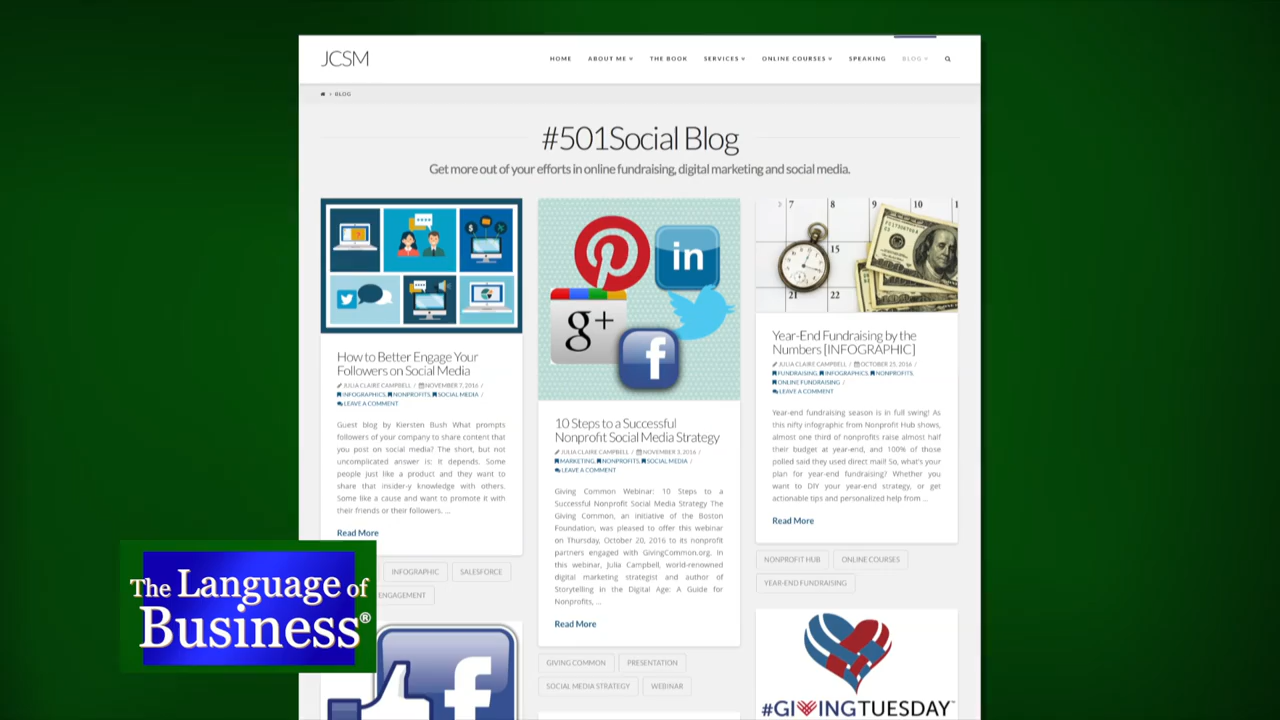 JCSM
HOME ABOUT ME THE BOOK SERVICES ONLINE COURSES SPEAKING BLOG
BLOG
#501Social Blog
Get more out of your efforts in online fundraising, digital marketing and social media.
How to Better Engage Your
Followers on Social Media
JULIA CLAIRE CAMPBELL / NOVEMBER 7, 2016 /
INFOGRAPHICS, NONPROFITS, SOCIAL MEDIA /
LEAVE A COMMENT
Guest blog by Kiersten Bush What prompts
followers of your company to share content that
you post on social media? The short, but not
uncomplicated answer is: it depends. Some
people just like a product and they want to
share that insider-y knowledge with others.
Some like a cause and want to promote it with
their friends or their followers. ...
Read More
INFOGRAPHIC SALESFORCE
ENGAGEMENT
in
g+
f
10 Steps to a Successful
Nonprofit Social Media Strategy
JULIA CLAIRE CAMPBELL / NOVEMBER 3, 2016 /
MARKETING, NONPROFITS, SOCIAL MEDIA /
LEAVE A COMMENT
Giving Common Webinar: 10 Steps to a
Successful Nonprofit Social Media Strategy The
Giving Common, an initiative of the Boston
Foundation, was pleased to offer this webinar
on Thursday, October 20, 2016 to its nonprofit
partners engaged with GivingCommon.org. In
this webinar, Julia Campbell, world-renowned
digital marketing strategist and author of
Storytelling in the Digital Age: A Guide for
Nonprofits, ...
Read More
GIVING COMMON PRESENTATION
SOCIAL MEDIA STRATEGY WEBINAR
7 8 9 10 1
15
21 22
Year-End Fundraising by the
Numbers [INFOGRAPHIC]
JULIA CLAIRE CAMPBELL / OCTOBER 25, 2016 /
FUNDRAISING, INFOGRAPHICS, NONPROFITS,
ONLINE FUNDRAISING /
LEAVE A COMMENT
Year-end fundraising season is in full swing! As
this nifty infographic from Nonprofit Hub shows,
almost one third of nonprofits raise almost half
their budget at year-end, and 100% of those
polled said they used direct mail! So, what's your
plan for year-end fundraising? Whether you
want to DIY your year-end strategy, or get
actionable tips and personalized help from ...
Read More
NONPROFIT HUB ONLINE COURSES
YEAR-END FUNDRAISING
#GIVINGTUESDAY™
The Language of
Business®
f